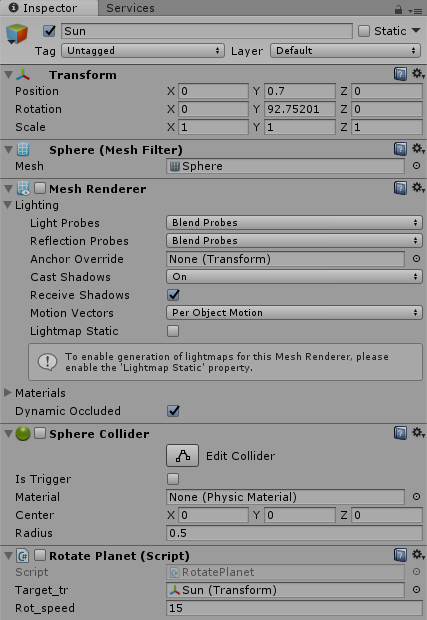 Inspector Services
Sun Static
Tag Untagged Layer Default
Transform
Position X 0 Y 0.7 Z 0
Rotation X 0 Y 92.75201 Z 0
Scale X 1 Y 1 Z 1
Sphere (Mesh Filter)
Mesh Sphere
Mesh Renderer
Lighting
Light Probes Blend Probes
Reflection Probes Blend Probes
Anchor Override None (Transform)
Cast Shadows On
Receive Shadows
Motion Vectors Per Object Motion
Lightmap Static
To enable generation of lightmaps for this Mesh Renderer, please
enable the 'Lightmap Static' property.
Materials
Dynamic Occluded
Sphere Collider
Edit Collider
Is Trigger
Material None (Physic Material)
Center X 0 Y 0 Z 0
Radius 0.5
Rotate Planet (Script)
Script RotatePlanet
Target_tr Sun (Transform)
Rot_speed 15